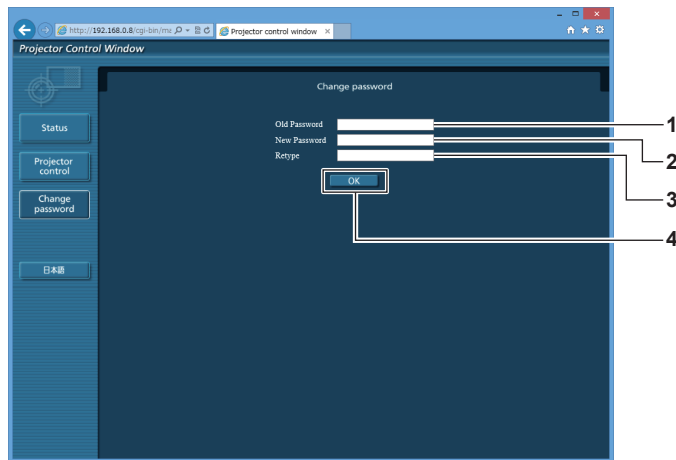 http://192.168.0.8/cgi-bin/ma
Projector control window ×
Projector Control Window
Change password
Status
Projector
control
Change
password
日本語
Old Password
New Password
Retype
OK
1
2
3
4